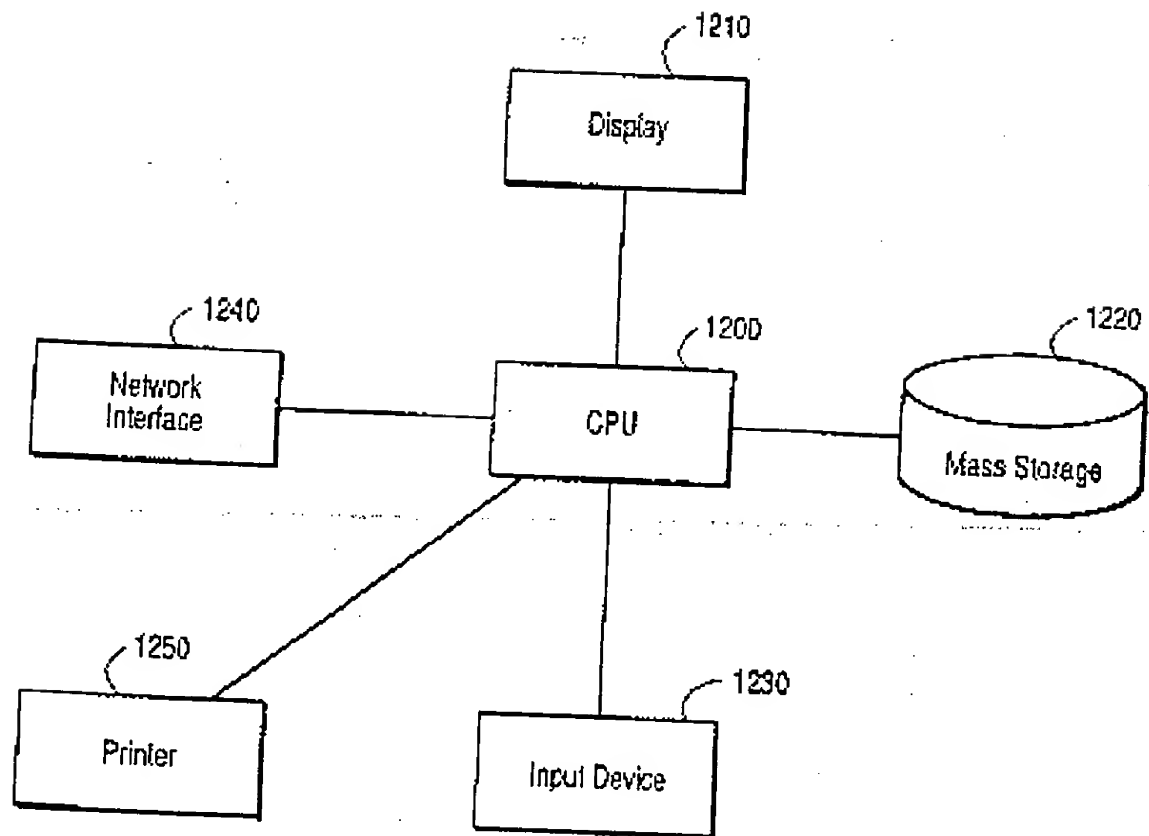 1210
Display
1240
Network
Interface
1200
CPU
1220
Mass Storage
1250
Printer
1230
Input Device